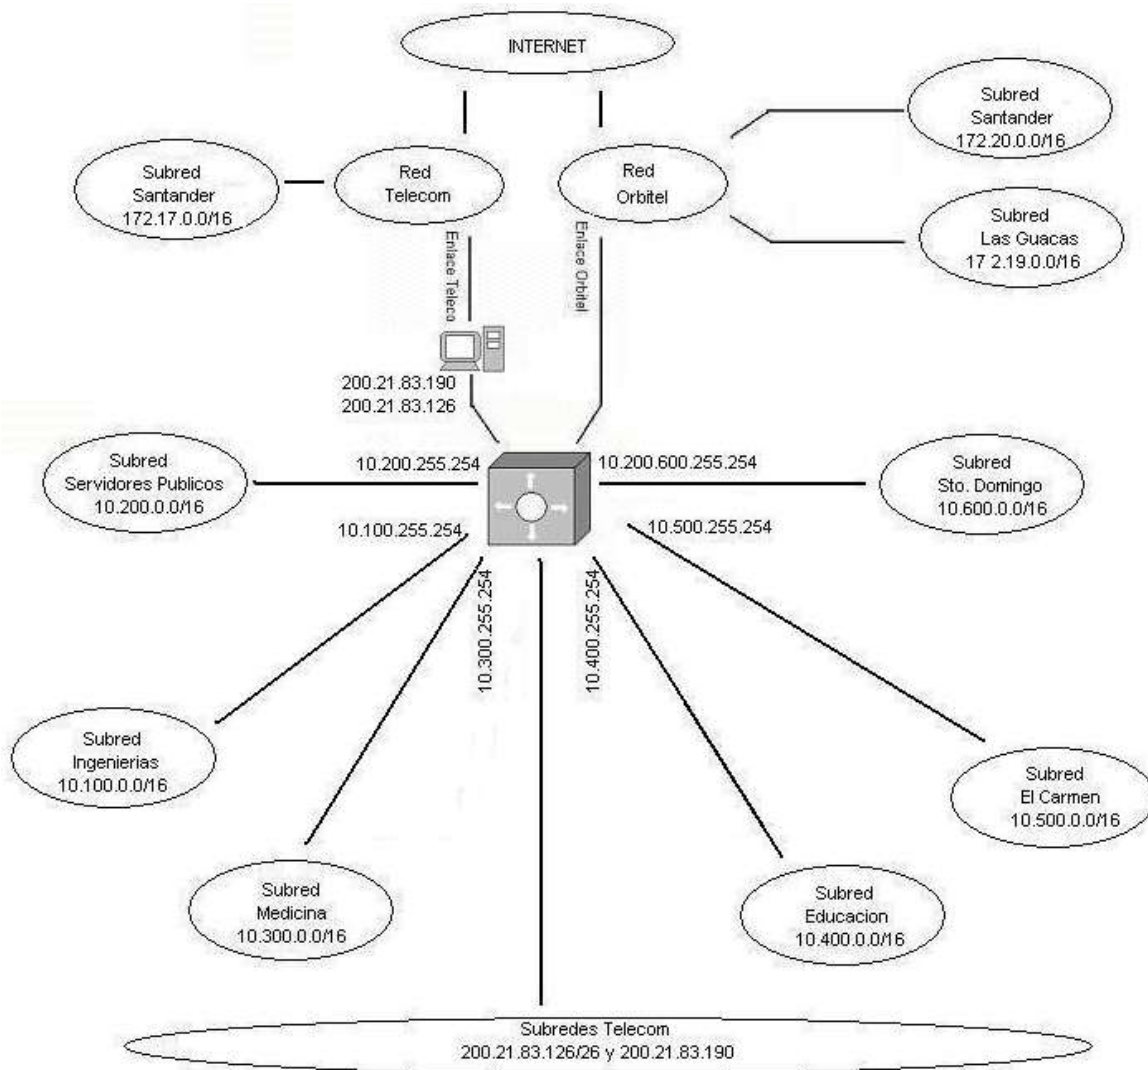 INTERNET
Subred
Santander
172.20.0.0/16
Subred
Santander
172.17.0.0/16
Red
Telecom
Red
Orbitel
Subred
Las Guacas
17 2.19.0.0/16
Enlace Teleco
Enlace Orbitel
200.21.83.190
200.21.83.126
Subred
Servidores Publicos
10.200.0.0/16
10.200.255.254
10.200.600.255.254
Subred
Sto. Domingo
10.600.0.0/16
10.100.255.254
10.500.255.254
10.300.255.254
10.400.255.254
Subred
Ingenierias
10.100.0.0/16
Subred
El Carmen
10.500.0.0/16
Subred
Medicina
10.300.0.0/16
Subred
Educacion
10.400.0.0/16
Subredes Telecom
200.21.83.126/26 y 200.21.83.190